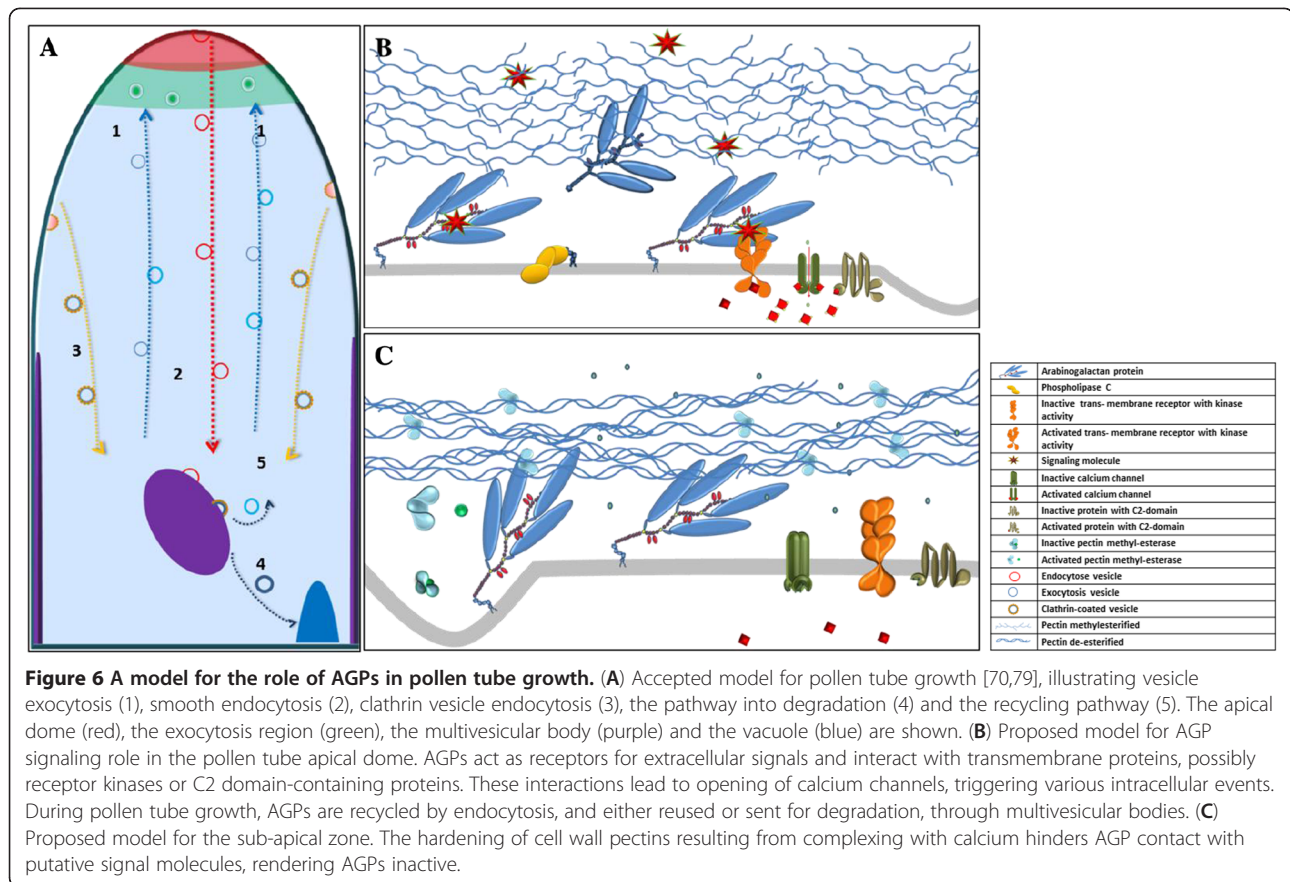 A
1
1
2
3
5
4
B
C
Arabinogalactan protein
Phospholipase C
Inactive trans- membrane receptor with kinase
activity
Activated trans- membrane receptor with kinase
activity
Signaling molecule
Inactive calcium channel
Activated calcium channel
Inactive protein with C2-domain
Activated protein with C2-domain
Inactive pectin methyl-esterase
Activated pectin methyl-esterase
Endocytose vesicle
Exocytosis vesicle
Clathrin-coated vesicle
Pectin methylesterified
Pectin de-esterified
Figure 6 A model for the role of AGPs in pollen tube growth. (A) Accepted model for pollen tube growth [70,79], illustrating vesicle
exocytosis (1), smooth endocytosis (2), clathrin vesicle endocytosis (3), the pathway into degradation (4) and the recycling pathway (5). The apical
dome (red), the exocytosis region (green), the multivesicular body (purple) and the vacuole (blue) are shown. (B) Proposed model for AGP
signaling role in the pollen tube apical dome. AGPs act as receptors for extracellular signals and interact with transmembrane proteins, possibly
receptor kinases or C2 domain-containing proteins. These interactions lead to opening of calcium channels, triggering various intracellular events.
During pollen tube growth, AGPs are recycled by endocytosis, and either reused or sent for degradation, through multivesicular bodies. (C)
Proposed model for the sub-apical zone. The hardening of cell wall pectins resulting from complexing with calcium hinders AGP contact with
putative signal molecules, rendering AGPs inactive.